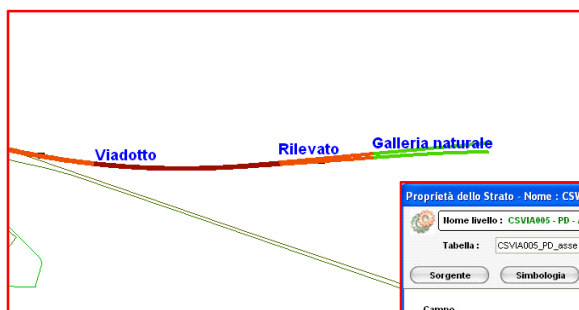 Viadotto
Rilevato
Galleria naturale
Proprietà dello Strato - Nome : CSV
Nome livello : CSVIA005 - PD -
Tabella : CSVIA005_PD_asse
Sorgente
Simbologia
Campo